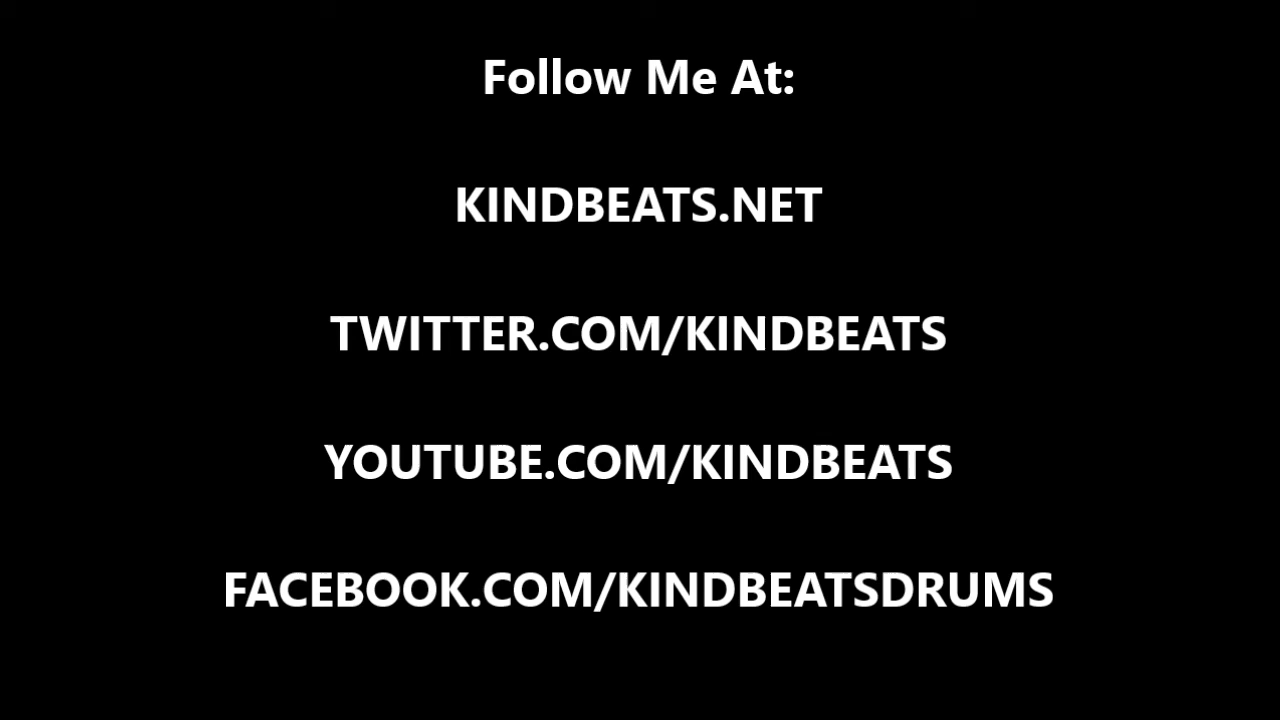 Follow Me At:
KINDBEATS.NET
TWITTER.COM/KINDBEATS
YOUTUBE.COM/KINDBEATS
FACEBOOK.COM/KINDBEATSDRUMS